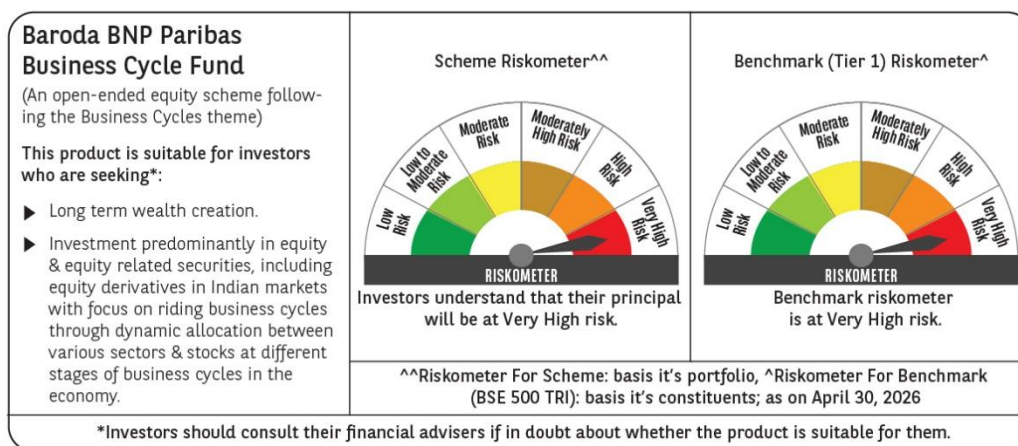 Baroda BNP Paribas
Business Cycle Fund
(An open-ended equity scheme follow-
ing the Business Cycles theme)
This product is suitable for investors
who are seeking*:
▶ Long term wealth creation.
▶ Investment predominantly in equity
& equity related securities, including
equity derivatives in Indian markets
with focus on riding business cycles
through dynamic allocation between
various sectors & stocks at different
stages of business cycles in the
economy.
Scheme Riskometer^^
Low
Risk
Low to
Moderate
Risk
Moderate
Risk
Moderately
High Risk
High
Risk
Very High
Risk
RISKOMETER
Investors understand that their principal
will be at Very High risk.
Benchmark (Tier 1) Riskometer^
Low
Risk
Low to
Moderate
Risk
Moderate
Risk
Moderately
High Risk
High
Risk
Very High
Risk
RISKOMETER
Benchmark riskometer
is at Very High risk.
^^Riskometer For Scheme: basis it's portfolio, ^Riskometer For Benchmark
(BSE 500 TRI): basis it's constituents; as on April 30, 2026
*Investors should consult their financial advisers if in doubt about whether the product is suitable for them.